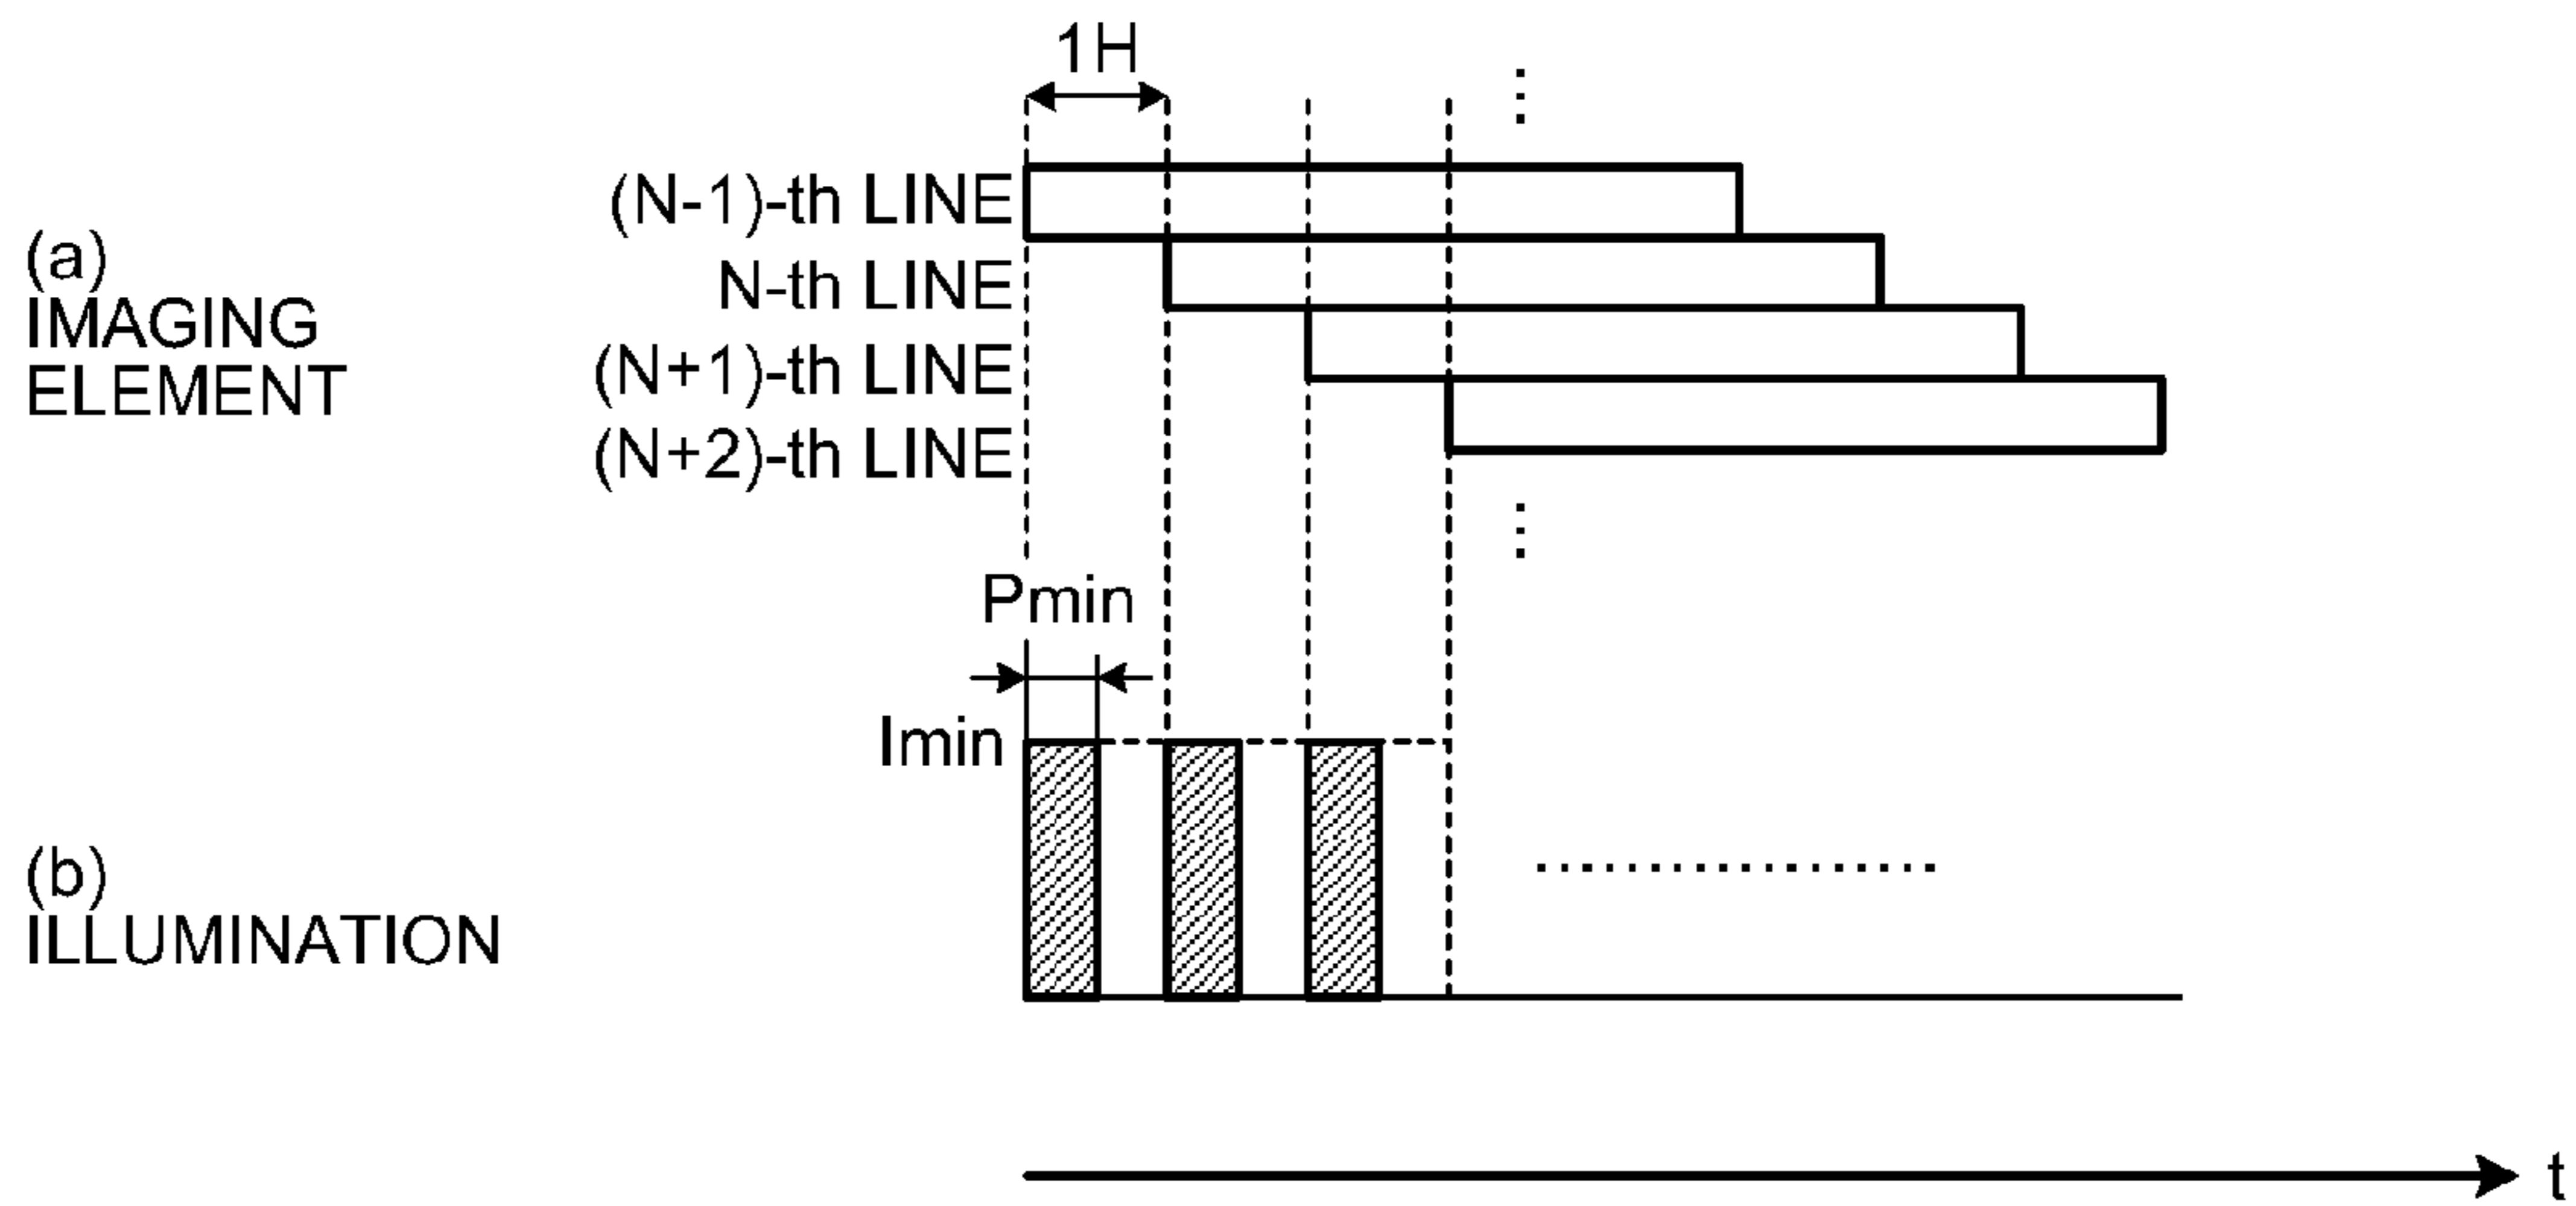 1H
(N-1)-th LINE
N-th LINE
(N+1)-th LINE
(N+2)-th LINE
(a)
IMAGING
ELEMENT
Pmin
Imin
(b)
ILLUMINATION
t